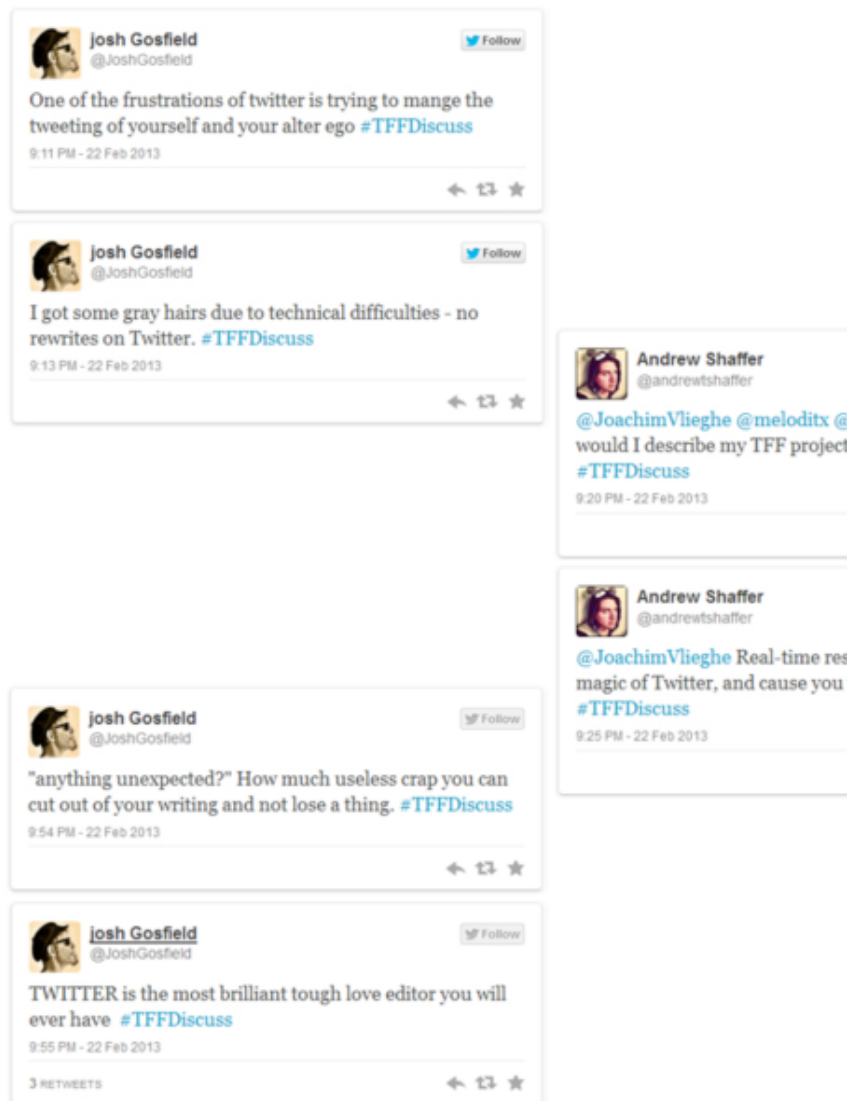 josh Gosfield
Follow
@JoshGosfield
One of the frustrations of twitter is trying to mange the
tweeting of yourself and your alter ego #TFFDiscuss
9:11 PM - 22 Feb 2013
josh Gosfield
Follow
@JoshGosfield
I got some gray hairs due to technical difficulties - no
rewrites on Twitter. #TFFDiscuss
9:13 PM - 22 Feb 2013
Andrew Shaffer
@andrewtshaffer
@JoachimVlieghe @meloditx @
would I describe my TFF project
#TFFDiscuss
9:20 PM - 22 Feb 2013
Andrew Shaffer
@andrewtshaffer
@JoachimVlieghe Real-time res
magic of Twitter, and cause you
#TFFDiscuss
9:25 PM - 22 Feb 2013
josh Gosfield
Follow
@JoshGosfield
"anything unexpected?" How much useless crap you can
cut out of your writing and not lose a thing. #TFFDiscuss
9:54 PM - 22 Feb 2013
josh Gosfield
Follow
@JoshGosfield
TWITTER is the most brilliant tough love editor you will
ever have #TFFDiscuss
9:55 PM - 22 Feb 2013
3 RETWEETS